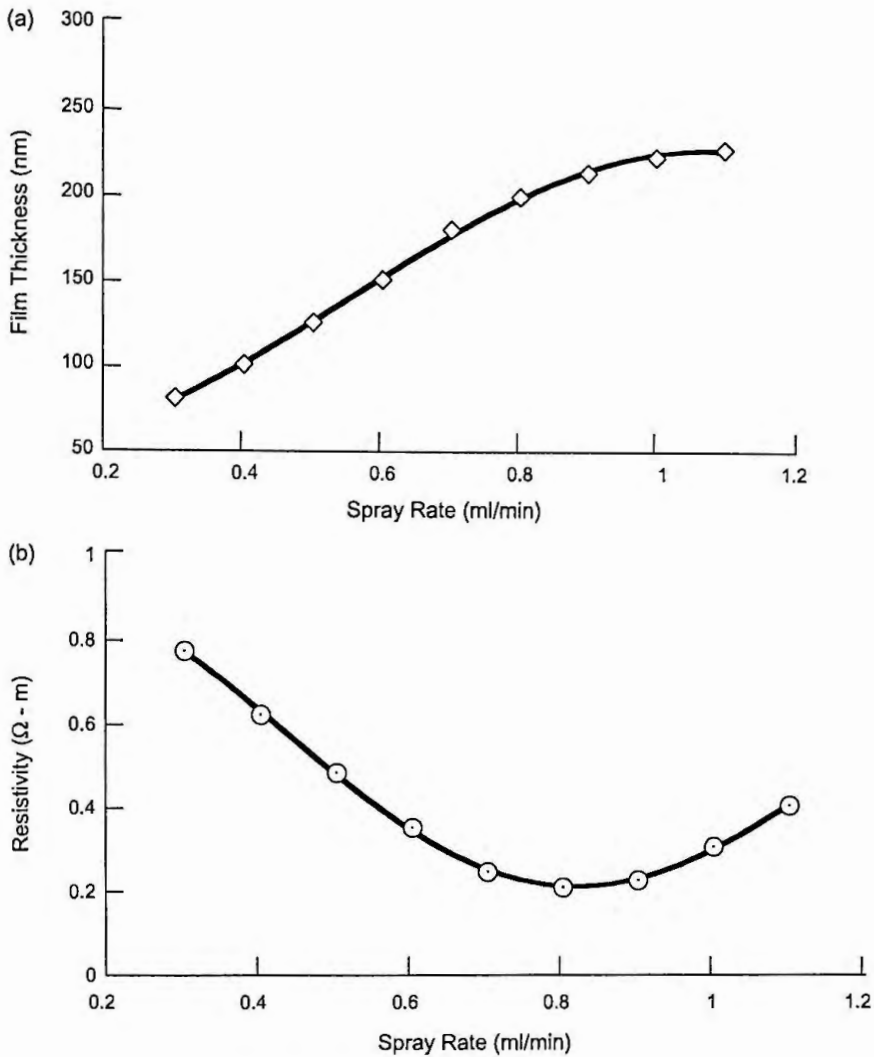 (a)
300
250
200
150
100
50
Film Thickness (nm)
0.2 0.4 0.6 0.8 1 1.2
Spray Rate (ml/min)
(b)
1
0.8
0.6
0.4
0.2
0
Resistivity (Ω - m)
0.2 0.4 0.6 0.8 1 1.2
Spray Rate (ml/min)